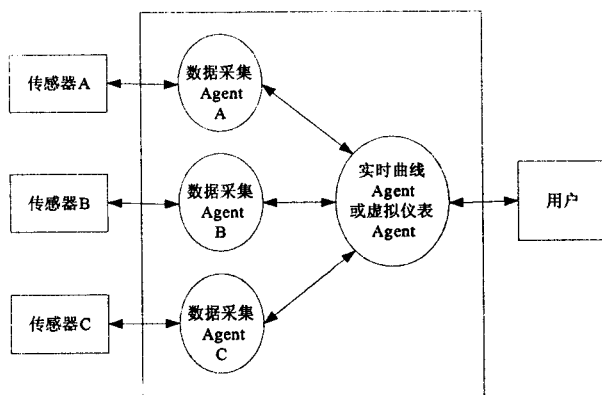 传感器A
数据采集
Agent
A
传感器B
数据采集
Agent
B
传感器C
数据采集
Agent
C
实时曲线
Agent
或虚拟仪表
Agent
用户